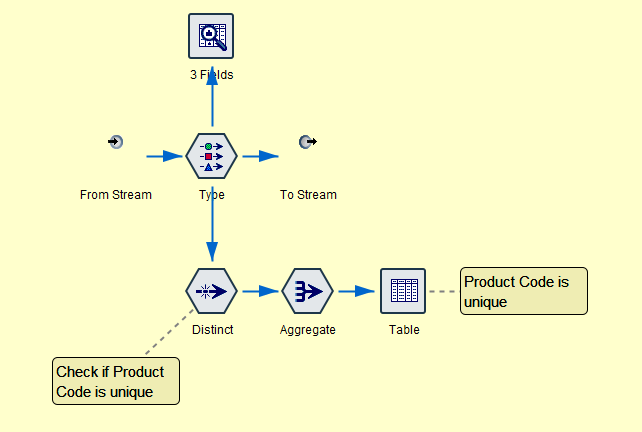 3 Fields
From Stream
Type
To Stream
Product Code is
unique
Distinct
Aggregate
Table
Check if Product
Code is unique